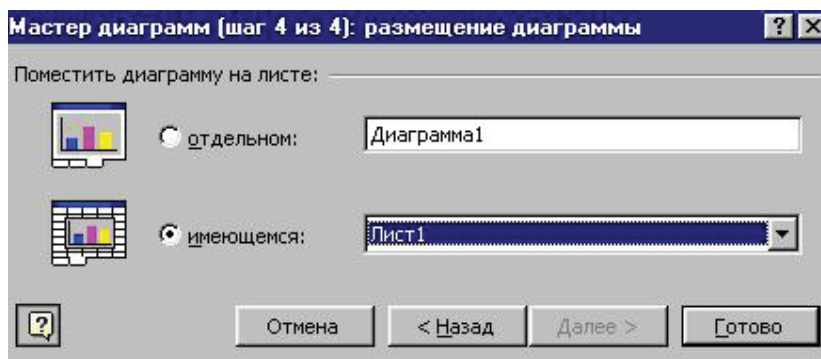 Мастер диаграмм (шаг 4 из 4): размещение диаграммы
Поместить диаграмму на листе:
отдельном: Диаграмма1
имеющемся: Лист1
Отмена < Назад Далее > Готово